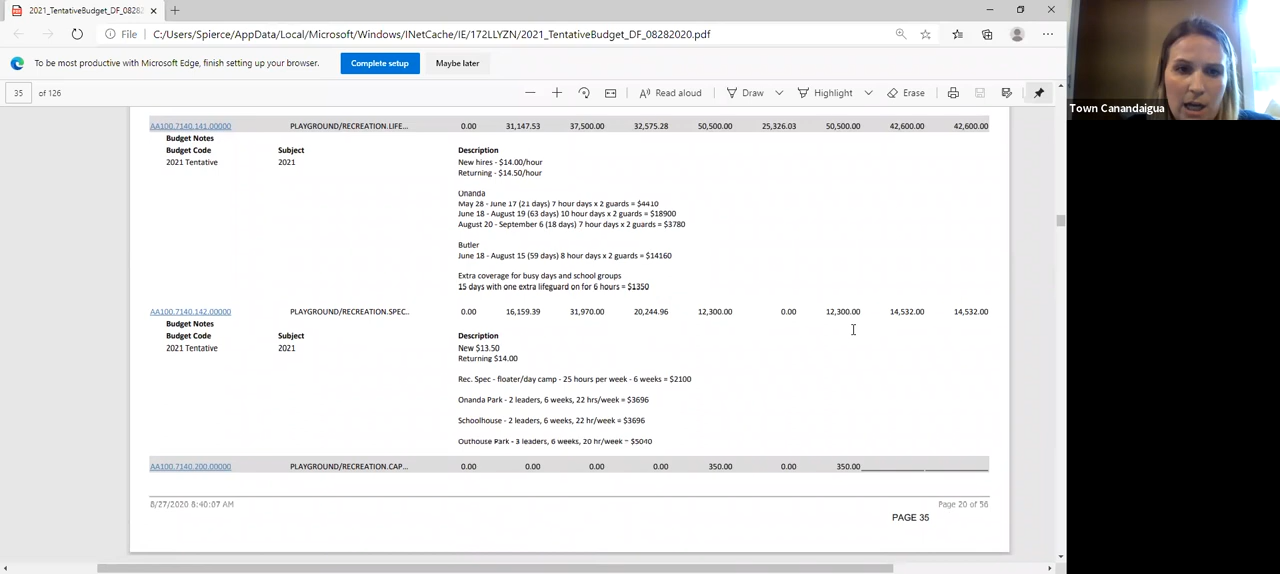 2021_TentativeBudget_DF_0828
File C:/Users/Spierce/AppData/Local/Microsoft/Windows/INetCache/IE/172LLYZN/2021_TentativeBudget_DF_08282020.pdf
To be most productive with Microsoft Edge, finish setting up your browser. Complete setup Maybe later
35 of 126 Read aloud Draw Highlight Erase
Town Canandaigua
AA100.7140.141.00000 PLAYGROUND/RECREATION.LIFE... 0.00 31,147.53 37,500.00 32,575.28 50,500.00 25,326.03 50,500.00 42,600.00 42,600.00
Budget Notes
Budget Code Subject Description
2021 Tentative 2021 New hires - $14.00/hour
Returning - $14.50/hour
Onanda
May 28 - June 17 (21 days) 7 hour days x 2 guards = $4410
June 18 - August 19 (63 days) 10 hour days x 2 guards = $18900
August 20 - September 6 (18 days) 7 hour days x 2 guards = $3780
Butler
June 18 - August 15 (59 days) 8 hour days x 2 guards = $14160
Extra coverage for busy days and school groups
15 days with one extra lifeguard on for 6 hours = $1350
AA100.7140.142.00000 PLAYGROUND/RECREATION.SPEC... 0.00 16,159.39 31,970.00 20,244.96 12,300.00 0.00 12,300.00 14,532.00 14,532.00
Budget Notes
Budget Code Subject Description
2021 Tentative 2021 New $13.50
Returning $14.00
Rec. Spec - floater/day camp - 25 hours per week - 6 weeks = $2100
Onanda Park - 2 leaders, 6 weeks, 22 hrs/week = $3696
Schoolhouse - 2 leaders, 6 weeks, 22 hr/week = $3696
Outhouse Park - 3 leaders, 6 weeks, 20 hr/week = $5040
AA100.7140.200.00000 PLAYGROUND/RECREATION.CAP... 0.00 0.00 0.00 0.00 350.00 0.00 350.00
8/27/2020 8:40:07 AM Page 20 of 56
PAGE 35